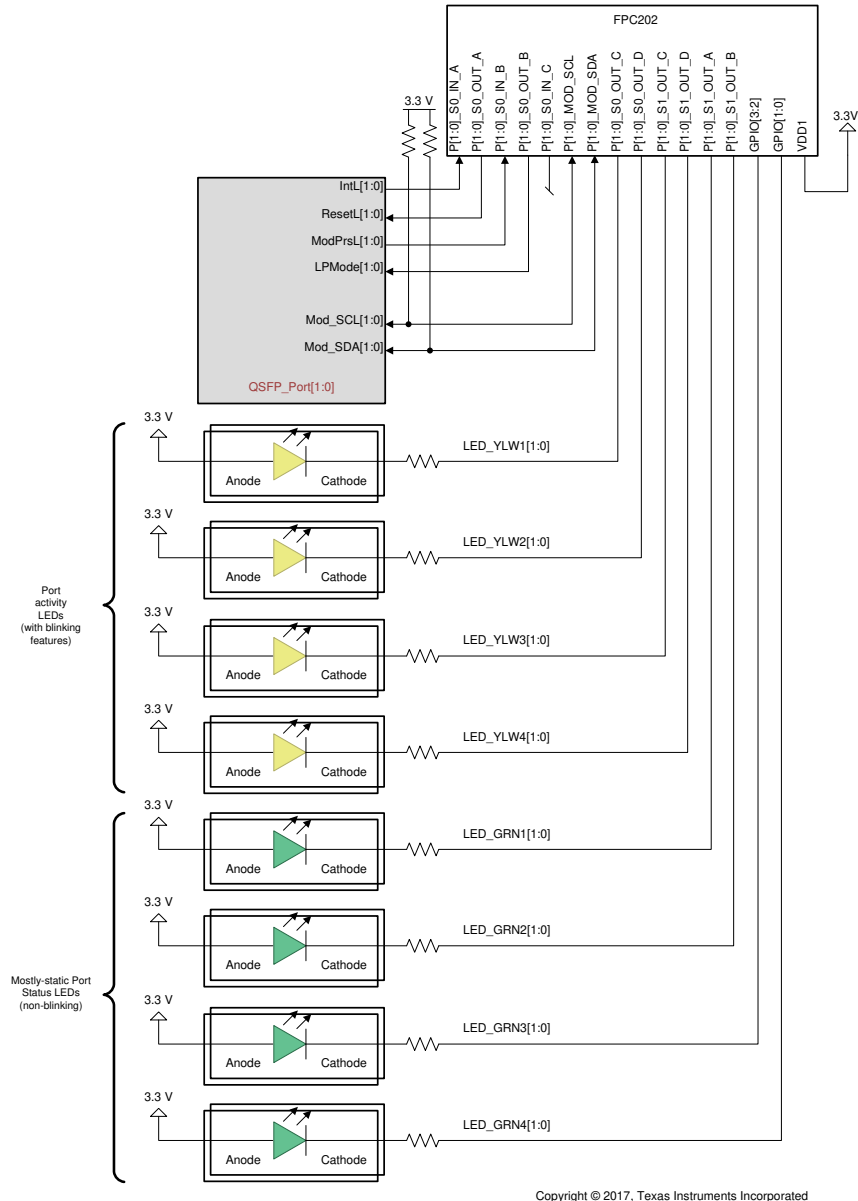 FPC202
P[1:0]_S0_IN_A
P[1:0]_S0_OUT_A
P[1:0]_S0_IN_B
P[1:0]_S0_OUT_B
P[1:0]_S0_IN_C
P[1:0]_MOD_SCL
P[1:0]_MOD_SDA
P[1:0]_S0_OUT_C
P[1:0]_S0_OUT_D
P[1:0]_S1_OUT_C
P[1:0]_S1_OUT_D
P[1:0]_S1_OUT_A
P[1:0]_S1_OUT_B
GPIO[3:2]
GPIO[1:0]
VDD1
3.3 V
3.3V
IntL[1:0]
ResetL[1:0]
ModPrsL[1:0]
LPMode[1:0]
Mod_SCL[1:0]
Mod_SDA[1:0]
QSFP_Port[1:0]
3.3 V
Anode
Cathode
LED_YLW1[1:0]
3.3 V
Anode
Cathode
LED_YLW2[1:0]
Port
activity
LEDs
(with blinking
features)
3.3 V
Anode
Cathode
LED_YLW3[1:0]
3.3 V
Anode
Cathode
LED_YLW4[1:0]
3.3 V
Anode
Cathode
LED_GRN1[1:0]
3.3 V
Anode
Cathode
LED_GRN2[1:0]
Mostly-static Port
Status LEDs
(non-blinking)
3.3 V
Anode
Cathode
LED_GRN3[1:0]
3.3 V
Anode
Cathode
LED_GRN4[1:0]
Copyright © 2017, Texas Instruments Incorporated